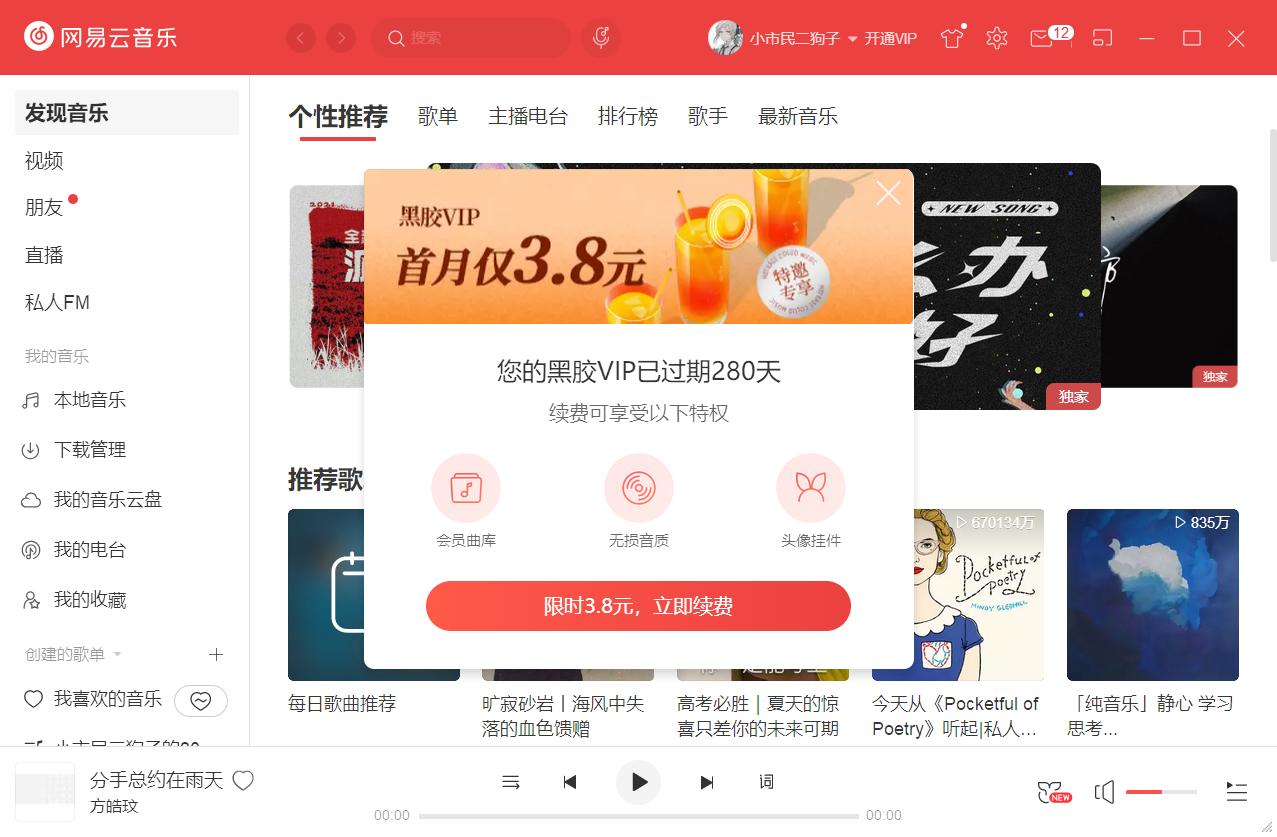 网易云音乐
搜索
小市民二狗子
开通VIP
12
发现音乐
视频
朋友
直播
私人FM
我的音乐
本地音乐
下载管理
我的音乐云盘
我的电台
我的收藏
创建的歌单
我喜欢的音乐
个性推荐
歌单
主播电台
排行榜
歌手
最新音乐
2021
NEW SONG
独家
独家
黑胶VIP
首月仅3.8元
特邀
专享
您的黑胶VIP已过期280天
续费可享受以下特权
会员曲库
无损音质
头像挂件
限时3.8元，立即续费
推荐歌
670134万
835万
Pocketful of
Poetry
MINDY GLEDHILL
每日歌曲推荐
旷寂砂岩丨海风中失
落的血色馈赠
高考必胜｜夏天的惊
喜只差你的未来可期
今天从《Pocketful of
Poetry》听起|私人...
「纯音乐」静心 学习
思考...
分手总约在雨天
方皓玟
词
00:00
00:00
NEW